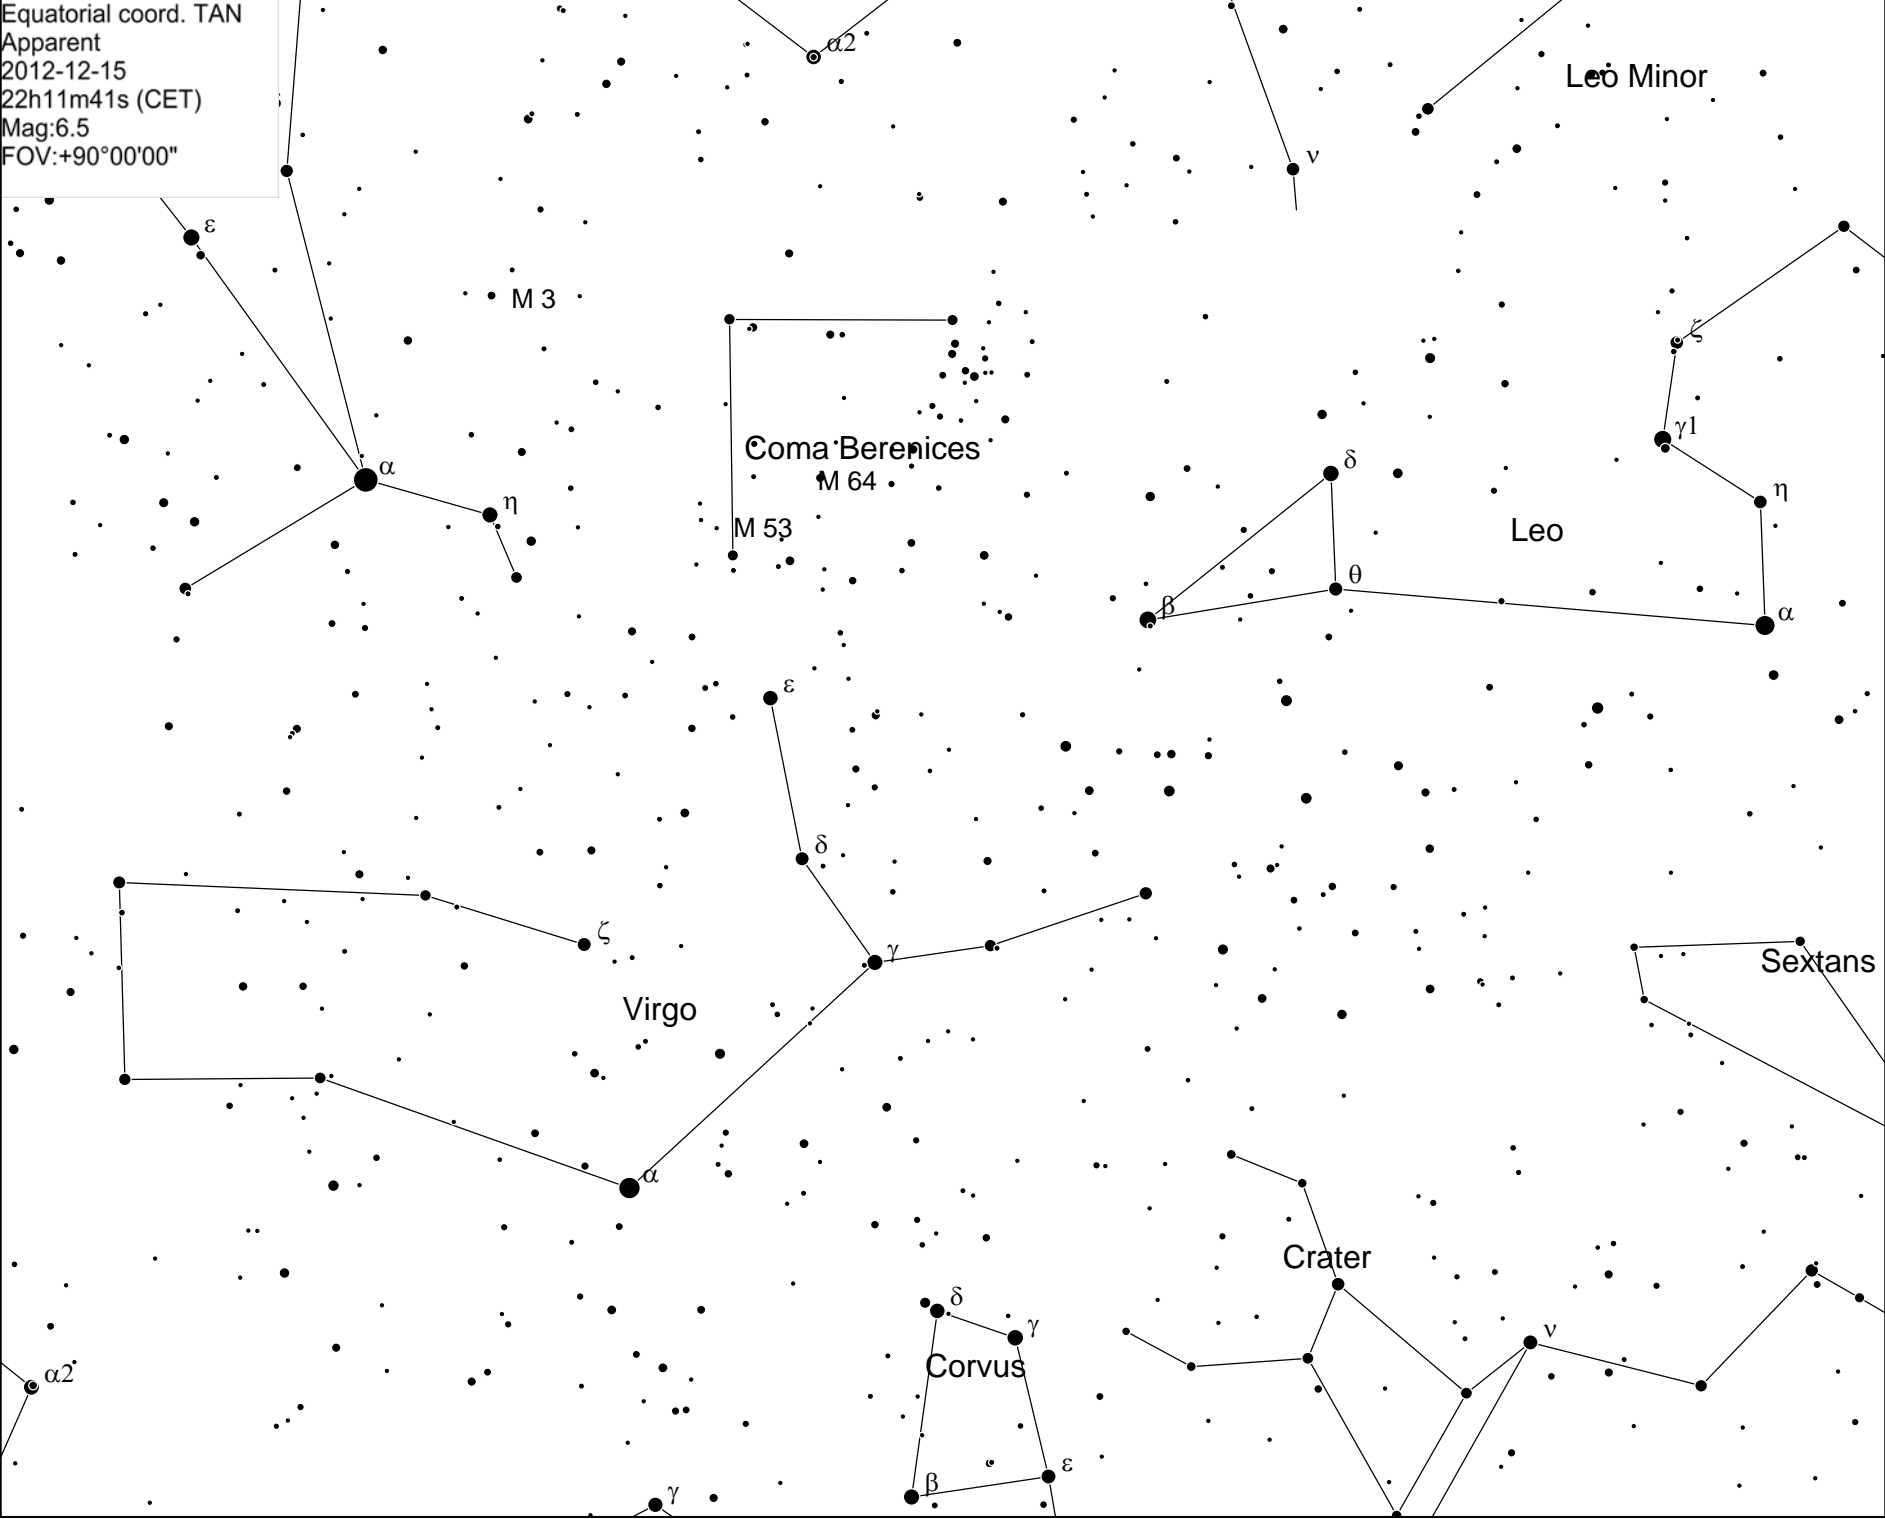 Equatorial coord. TAN
Apparent
2012-12-15
22h11m41s (CET)
Mag:6.5
FOV:+90°00'00"
α2
Leo Minor
ν
ε
M 3
ζ
γ1
Coma Berenices
M 64
α
δ
η
η
M 53
Leo
θ
β
α
ε
δ
ζ
γ
Sextans
Virgo
α
Crater
δ
γ
ν
Corvus
α2
ε
β
γ